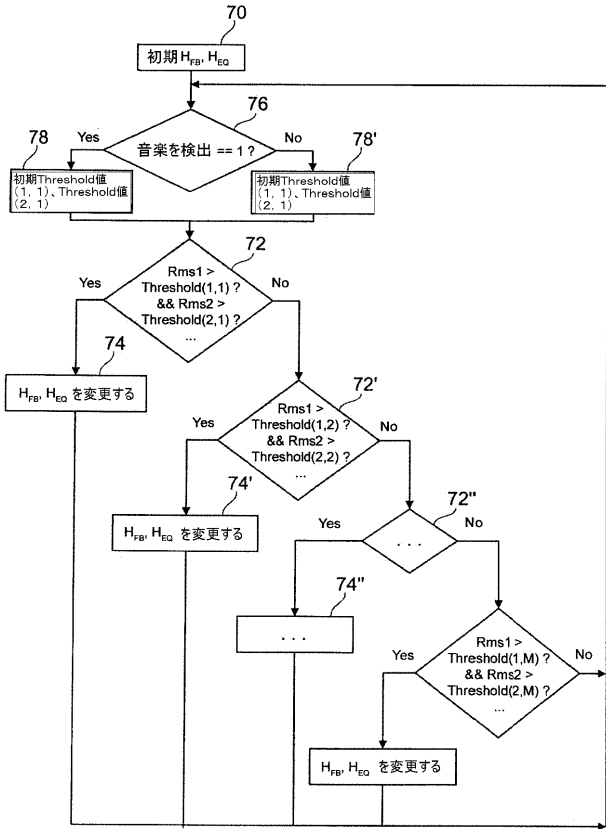 70
初期 H_FB, H_EQ
76
Yes
音楽を検出 == 1 ?
No
78
初期Threshold値
(1, 1)、Threshold値
(2, 1)
78'
初期Threshold値
(1, 1)、Threshold値
(2, 1)
72
Yes
Rms1 >
Threshold(1,1) ?
&& Rms2 >
Threshold(2,1) ?
...
No
74
H_FB, H_EQ を変更する
72'
Yes
Rms1 >
Threshold(1,2) ?
&& Rms2 >
Threshold(2,2) ?
...
No
74'
H_FB, H_EQ を変更する
72"
Yes
. . .
No
74"
. . .
Yes
Rms1 >
Threshold(1,M) ?
&& Rms2 >
Threshold(2,M) ?
...
No
H_FB, H_EQ を変更する